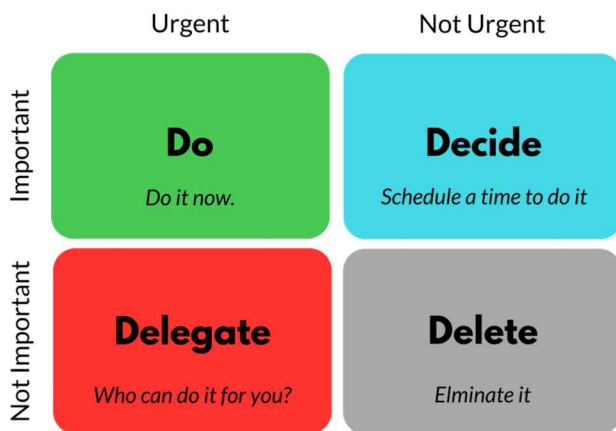 Urgent
Not Urgent
Important
Do
Do it now.
Decide
Schedule a time to do it
Not Important
Delegate
Who can do it for you?
Delete
Elminate it